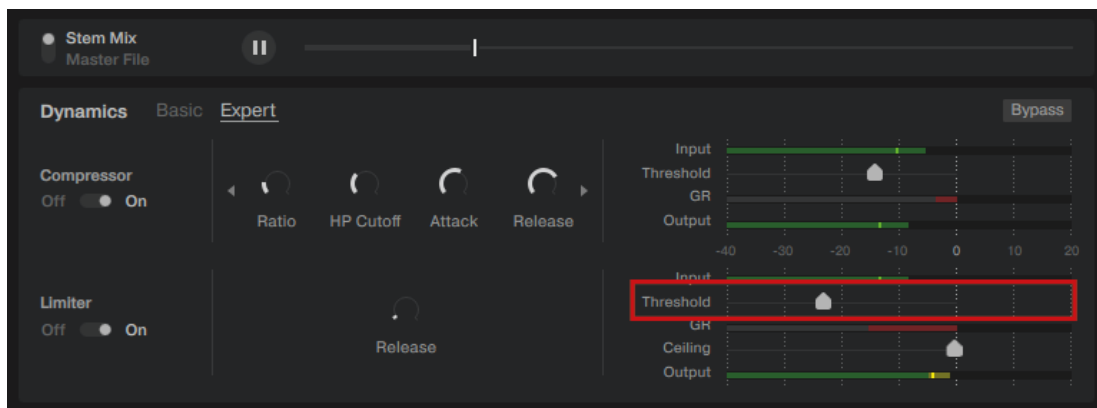 Stem Mix
Master File
Dynamics Basic Expert Bypass
Compressor
Off On
Ratio HP Cutoff Attack Release
Input
Threshold
GR
Output
-40 -30 -20 -10 0 10 20
Limiter
Off On
Release
Input
Threshold
GR
Ceiling
Output